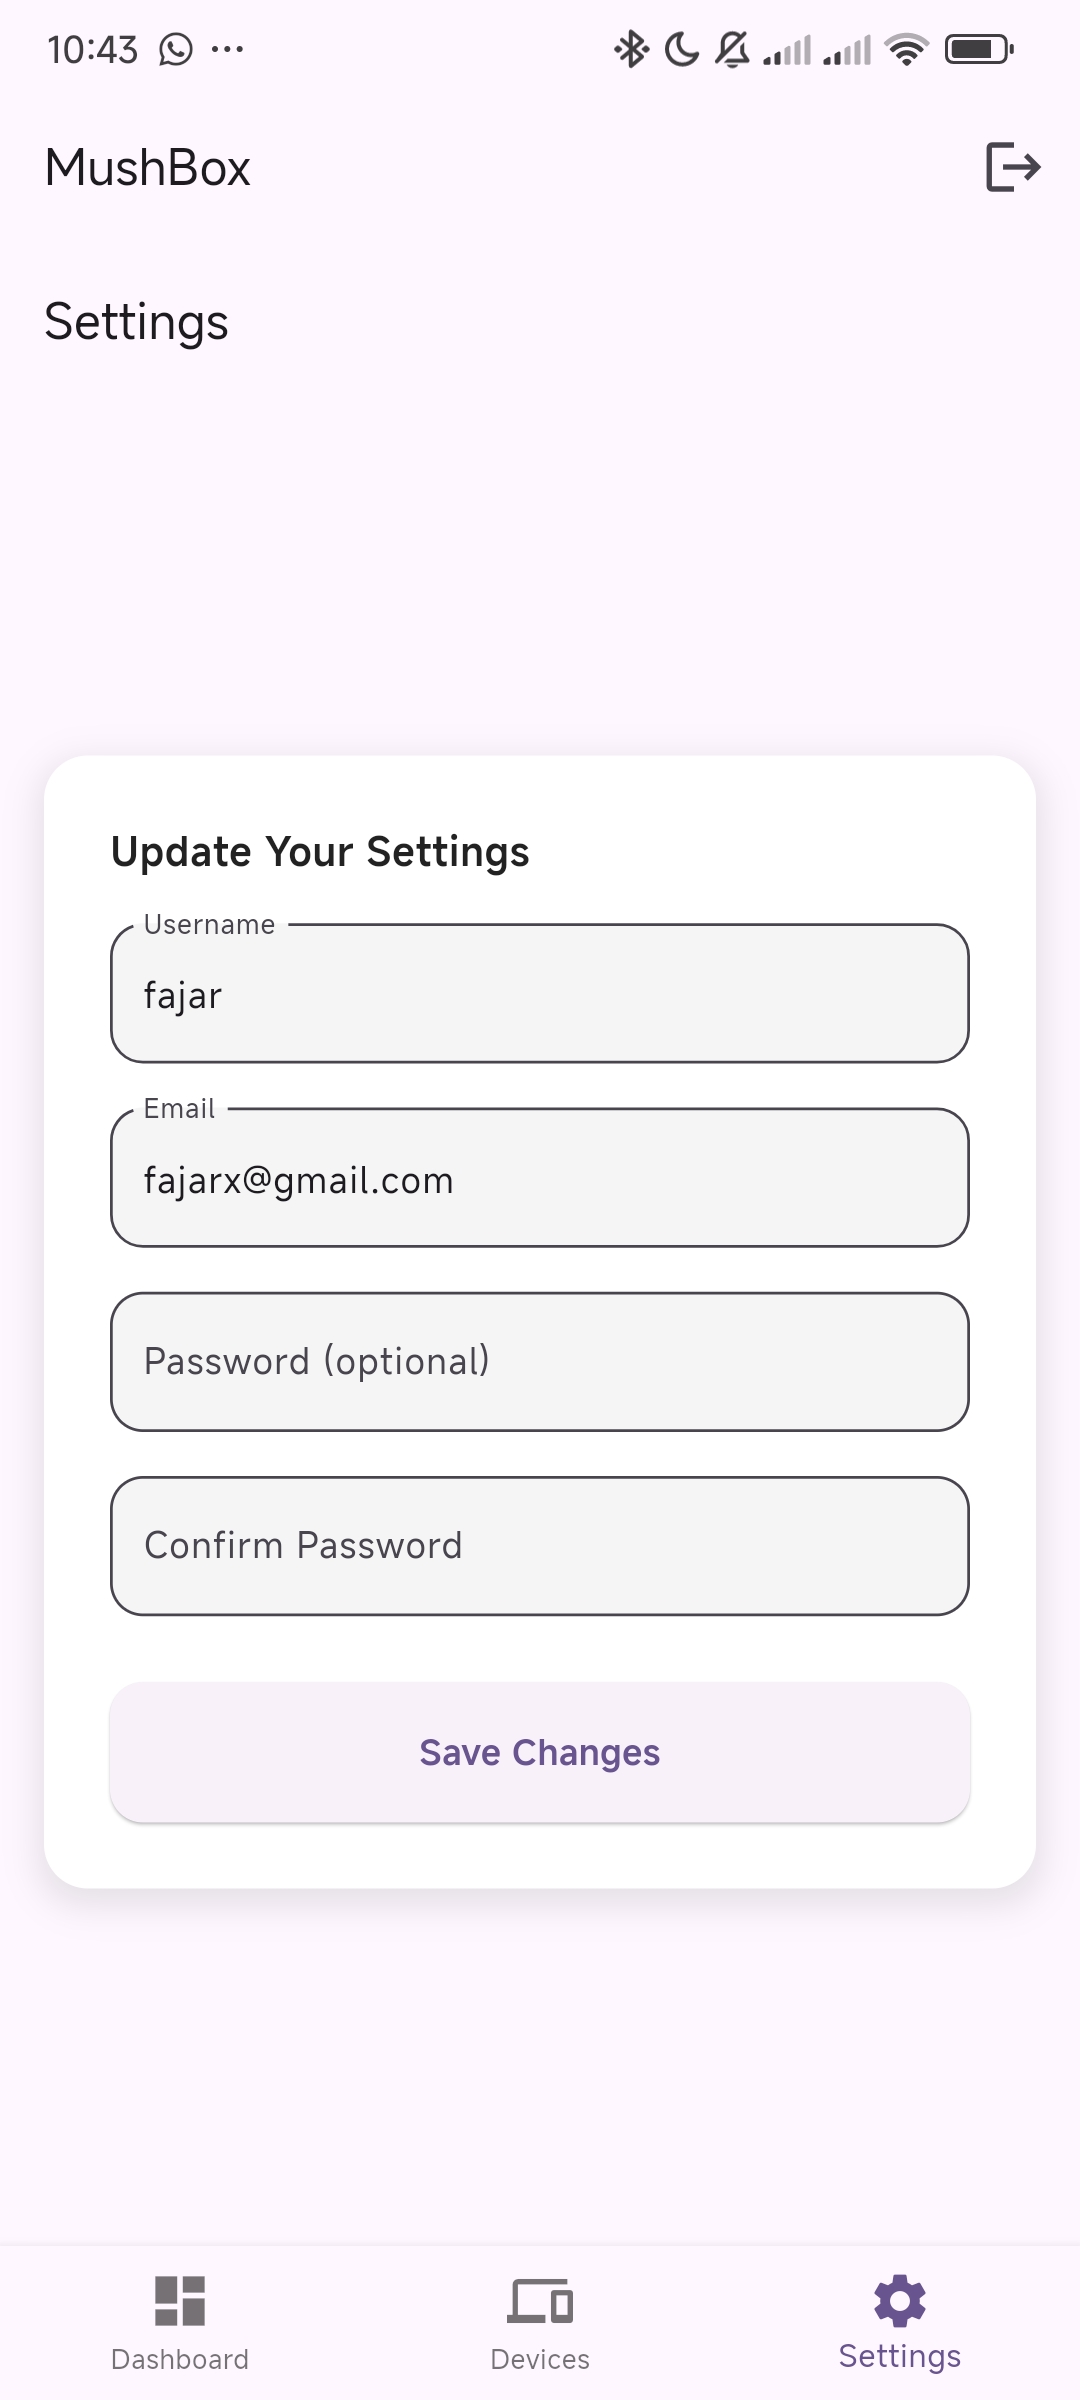 10:43
MushBox
Settings
Update Your Settings
Username
fajar
Email
fajarx@gmail.com
Password (optional)
Confirm Password
Save Changes
Dashboard
Devices
Settings